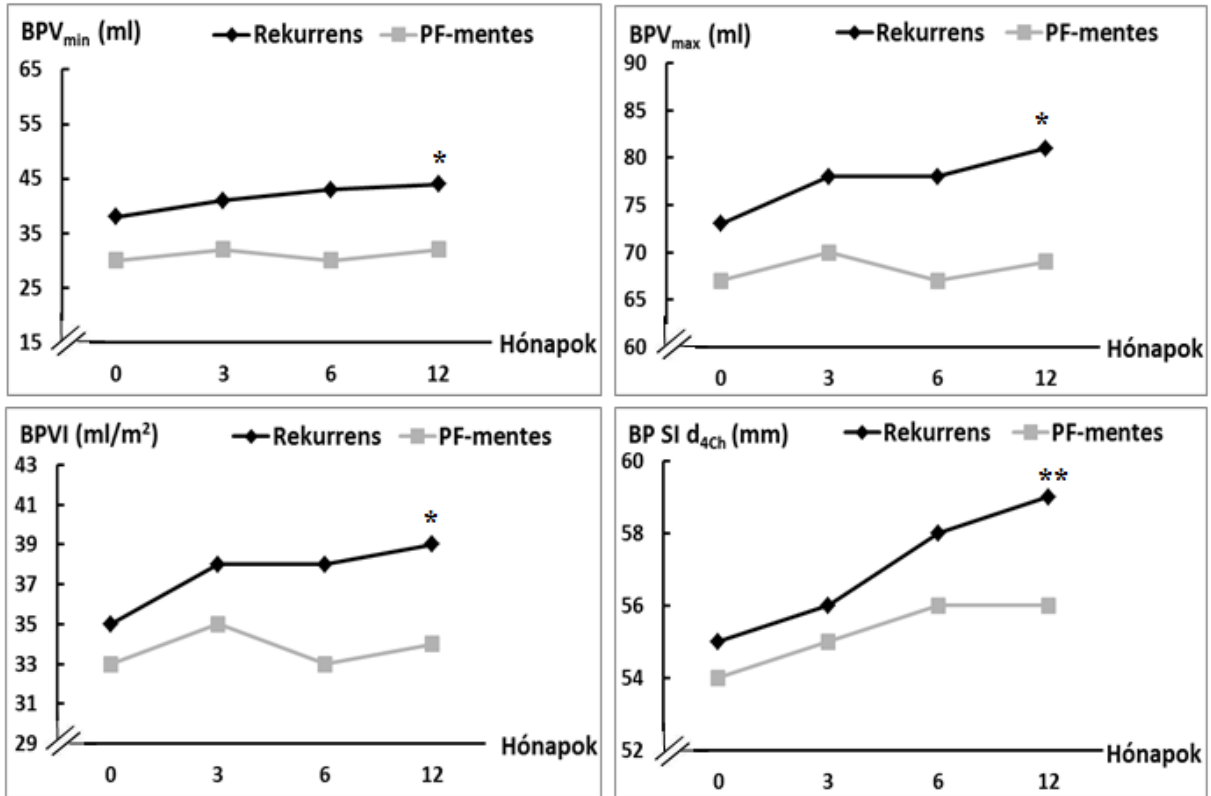 BPVmin (ml) Rekurrens PF-mentes
65
55
45
*
35
25
15
Hónapok
0 3 6 12
BPVmax (ml) Rekurrens PF-mentes
90
85
*
80
75
70
65
60
Hónapok
0 3 6 12
BPVI (ml/m²) Rekurrens PF-mentes
43
41
*
39
37
35
33
31
29
Hónapok
0 3 6 12
BP SI d4Ch (mm) Rekurrens PF-mentes
60
**
58
56
54
52
Hónapok
0 3 6 12